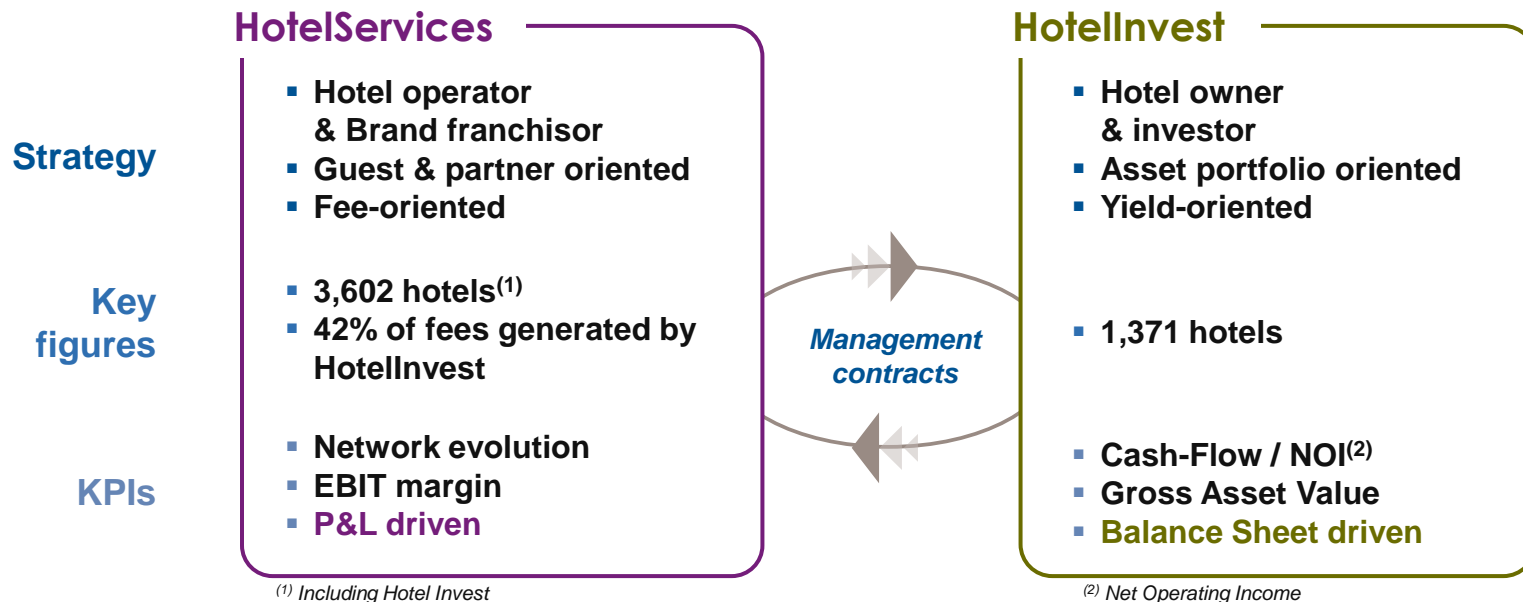 HotelServices
HotelInvest
Strategy
▪ Hotel operator
& Brand franchisor
▪ Guest & partner oriented
▪ Fee-oriented
▪ Hotel owner
& investor
▪ Asset portfolio oriented
▪ Yield-oriented
Key
figures
▪ 3,602 hotels(1)
▪ 42% of fees generated by
HotelInvest
Management
contracts
▪ 1,371 hotels
KPIs
▪ Network evolution
▪ EBIT margin
▪ P&L driven
▪ Cash-Flow / NOI(2)
▪ Gross Asset Value
▪ Balance Sheet driven
(1) Including Hotel Invest
(2) Net Operating Income